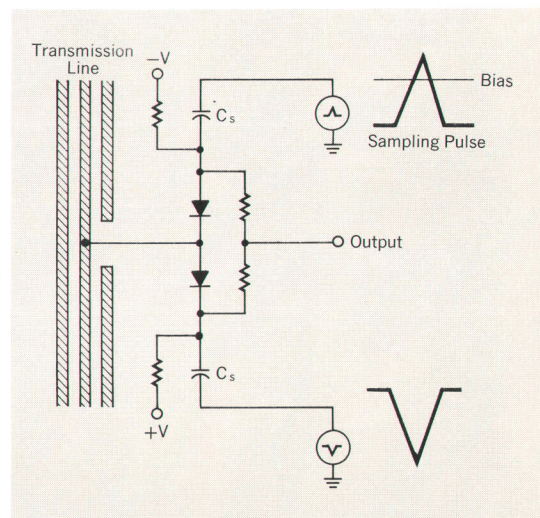 Transmission
Line
−V
Cs
Bias
Sampling Pulse
Output
Cs
+V